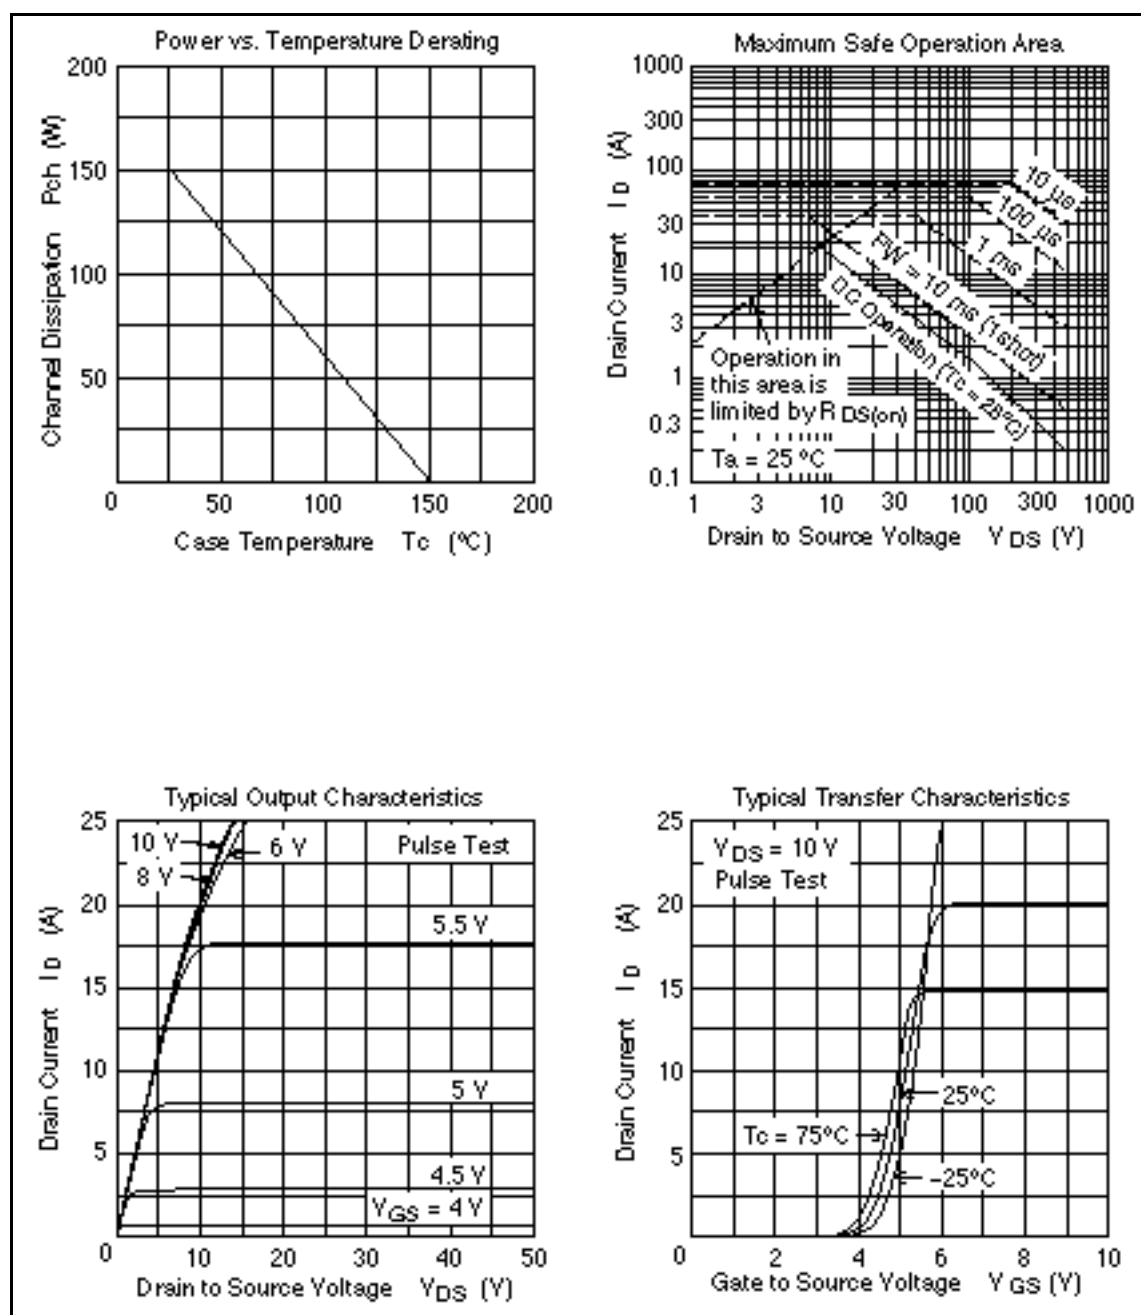 Power vs. Temperature Derating
200
150
100
50
0
50
100
150
200
Channel Dissipation Pch (W)
Case Temperature Tc (°C)
Maximum Safe Operation Area
1000
300
100
30
10
3
1
0.3
0.1
1
3
10
30
100
300
1000
Drain Current ID (A)
10 µs
100 µs
1 ms
PW = 10 ms (1short)
DC Operation (Tc = 25°C)
Operation in
this area is
limited by RDS(on)
Ta = 25 °C
Drain to Source Voltage VDS (V)
Typical Output Characteristics
25
20
15
10
5
0
10
20
30
40
50
Drain Current ID (A)
10 V
8 V
6 V
Pulse Test
5.5 V
5 V
4.5 V
VGS = 4 V
Drain to Source Voltage VDS (V)
Typical Transfer Characteristics
25
20
15
10
5
0
2
4
6
8
10
Drain Current ID (A)
VDS = 10 V
Pulse Test
25°C
Tc = 75°C
–25°C
Gate to Source Voltage VGS (V)